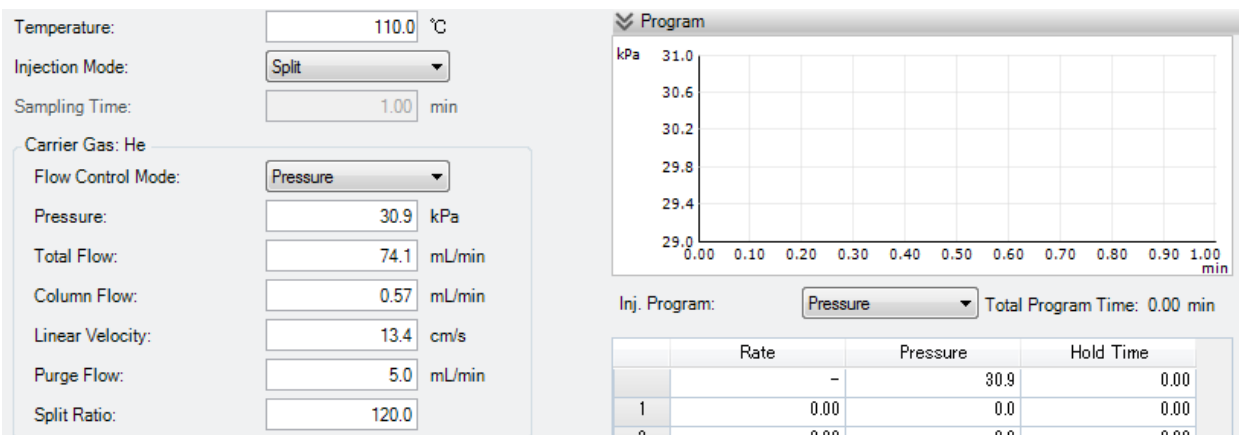 Temperature: 110.0 ℃
Injection Mode: Split
Sampling Time: 1.00 min
Carrier Gas: He
Flow Control Mode: Pressure
Pressure: 30.9 kPa
Total Flow: 74.1 mL/min
Column Flow: 0.57 mL/min
Linear Velocity: 13.4 cm/s
Purge Flow: 5.0 mL/min
Split Ratio: 120.0
Program
kPa 31.0
30.6
30.2
29.8
29.4
29.0
0.00 0.10 0.20 0.30 0.40 0.50 0.60 0.70 0.80 0.90 1.00
min
Inj. Program: Pressure Total Program Time: 0.00 min
Rate Pressure Hold Time
– 30.9 0.00
1 0.00 0.0 0.00